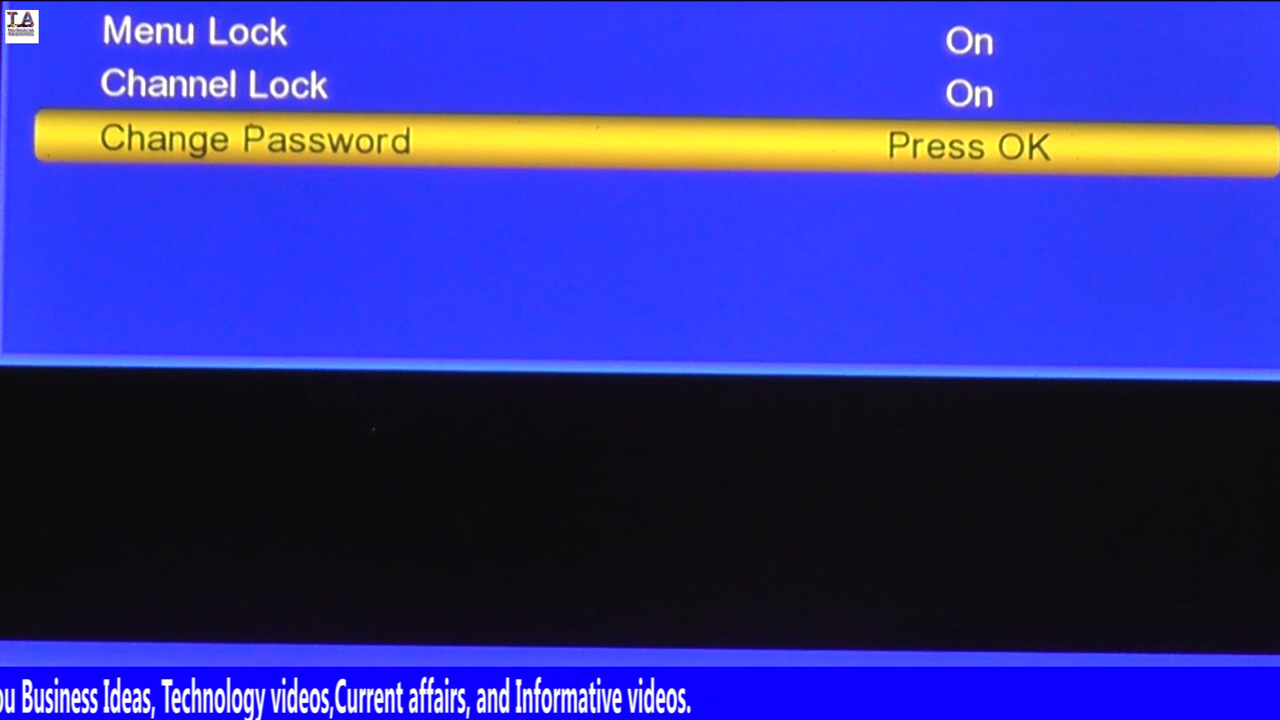 IA
Menu Lock On
Channel Lock On
Change Password Press OK
Business Ideas, Technology videos,Current affairs, and Informative videos.